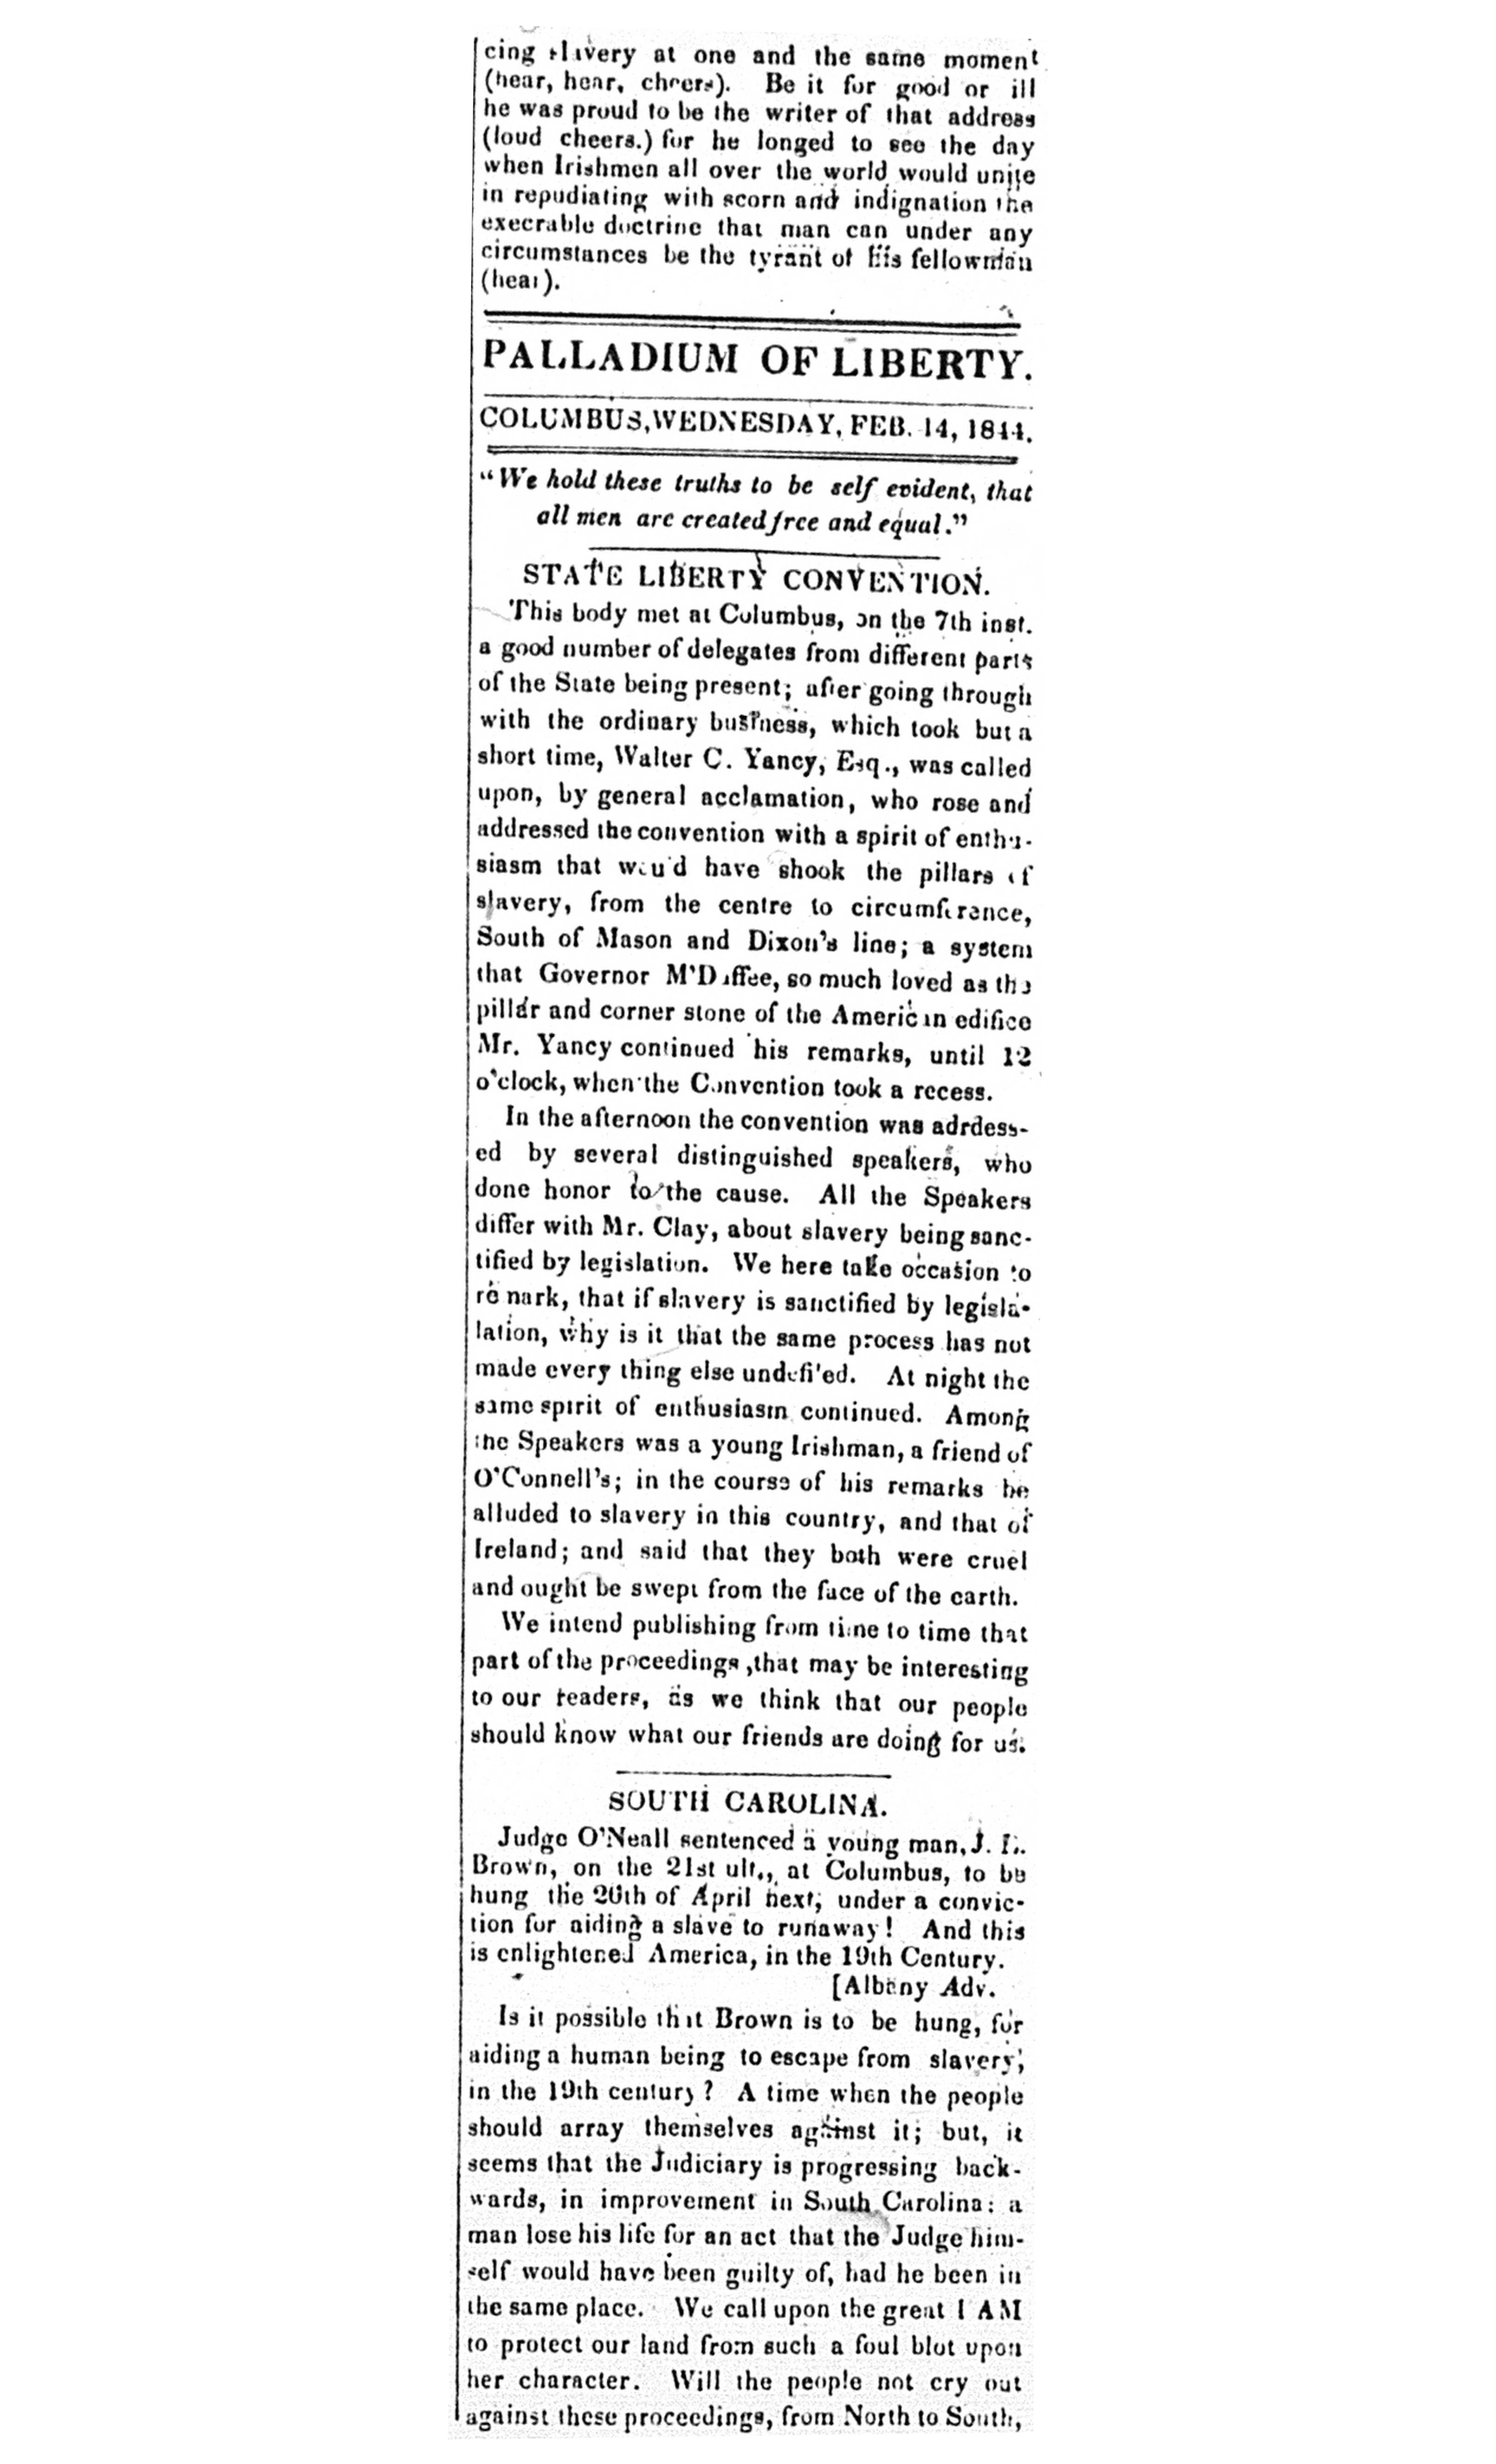 cing slavery at one and the same moment
(hear, hear, cheers). Be it for good or ill
he was proud to be the writer of that address
(loud cheers.) for he longed to see the day
when Irishmen all over the world would unite
in repudiating with scorn and indignation the
execrable doctrine that man can under any
circumstances be the tyrant of his fellowman
(hear).
PALLADIUM OF LIBERTY.
COLUMBUS, WEDNESDAY, FEB. 14, 1844.
"We hold these truths to be self evident, that
all men are created free and equal."
STATE LIBERTY CONVENTION.
This body met at Columbus, on the 7th inst.
a good number of delegates from different parts
of the State being present; after going through
with the ordinary business, which took but a
short time, Walter C. Yancy, Esq., was called
upon, by general acclamation, who rose and
addressed the convention with a spirit of enthu-
siasm that would have shook the pillars of
slavery, from the centre to circumference,
South of Mason and Dixon's line; a system
that Governor M'Duffee, so much loved as the
pillar and corner stone of the American edifice
Mr. Yancy continued his remarks, until 12
o'clock, when the Convention took a recess.
In the afternoon the convention was adrdess-
ed by several distinguished speakers, who
done honor to the cause. All the Speakers
differ with Mr. Clay, about slavery being sanc-
tified by legislation. We here take occasion to
remark, that if slavery is sanctified by legisla-
lation, why is it that the same process has not
made every thing else undefiled. At night the
same spirit of enthusiasm continued. Among
the Speakers was a young Irishman, a friend of
O'Connell's; in the course of his remarks he
alluded to slavery in this country, and that of
Ireland; and said that they both were cruel
and ought be swept from the face of the earth.
We intend publishing from time to time that
part of the proceedings ,that may be interesting
to our readers, as we think that our people
should know what our friends are doing for us.
SOUTH CAROLINA.
Judge O'Neall sentenced a young man, J. L.
Brown, on the 21st ult., at Columbus, to be
hung the 26th of April next, under a convic-
tion for aiding a slave to runaway! And this
is enlightened America, in the 19th Century.
[Albany Adv.
Is it possible that Brown is to be hung, for
aiding a human being to escape from slavery,
in the 19th century? A time when the people
should array themselves against it; but, it
seems that the Judiciary is progressing back-
wards, in improvement in South Carolina: a
man lose his life for an act that the Judge him-
self would have been guilty of, had he been in
the same place. We call upon the great I AM
to protect our land from such a foul blot upon
her character. Will the people not cry out
against these proceedings, from North to South,